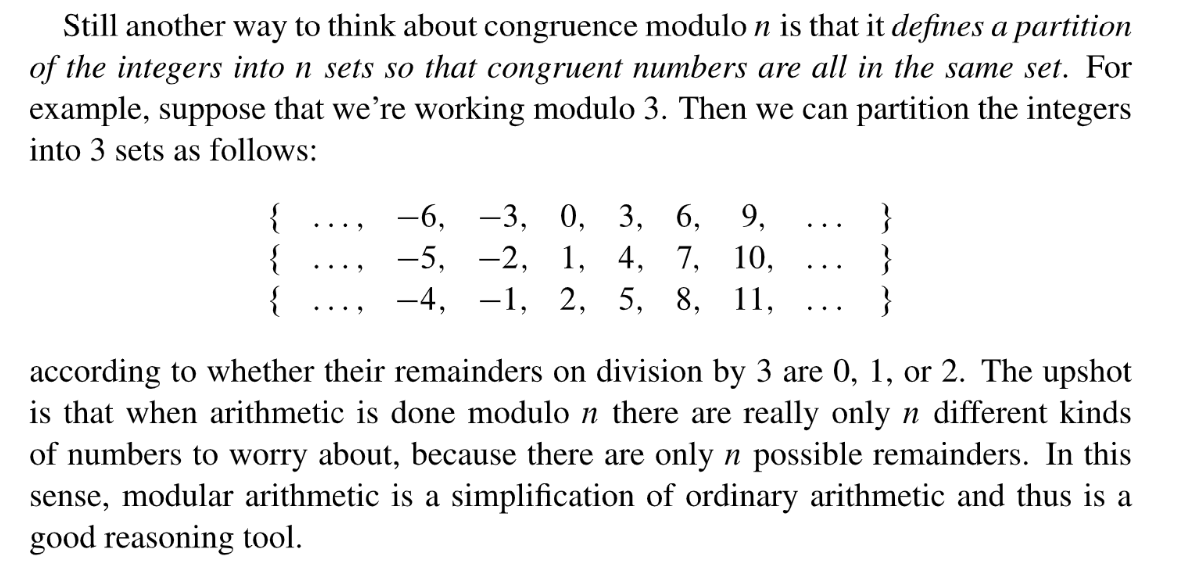 Still another way to think about congruence modulo n is that it defines a partition
of the integers into n sets so that congruent numbers are all in the same set. For
example, suppose that we’re working modulo 3. Then we can partition the integers
into 3 sets as follows:
{ ..., −6, −3, 0, 3, 6, 9, ... }
{ ..., −5, −2, 1, 4, 7, 10, ... }
{ ..., −4, −1, 2, 5, 8, 11, ... }
according to whether their remainders on division by 3 are 0, 1, or 2. The upshot
is that when arithmetic is done modulo n there are really only n different kinds
of numbers to worry about, because there are only n possible remainders. In this
sense, modular arithmetic is a simplification of ordinary arithmetic and thus is a
good reasoning tool.